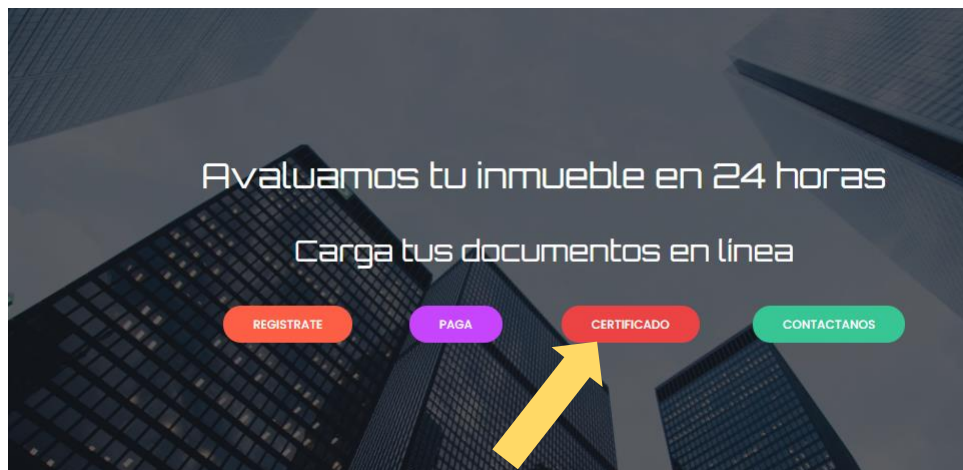 Avaluamos tu inmueble en 24 horas
Carga tus documentos en línea
REGISTRATE PAGA CERTIFICADO CONTACTANOS